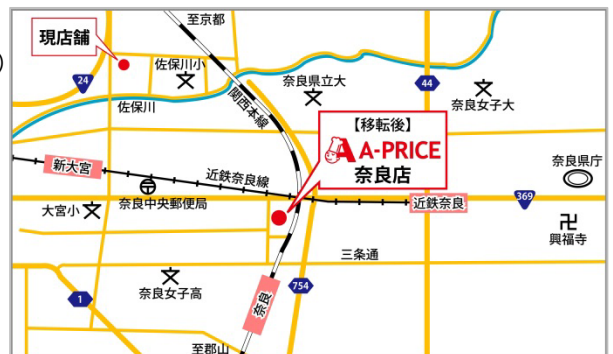 至京都
現店舗
佐保川小
24
佐保川
関西本線
奈良県立大
44
奈良女子大
【移転後】
A-PRICE
奈良店
新大宮
近鉄奈良線
奈良県庁
大宮小
奈良中央郵便局
近鉄奈良
369
興福寺
三条通
奈良女子高
1
奈良
754
至郡山